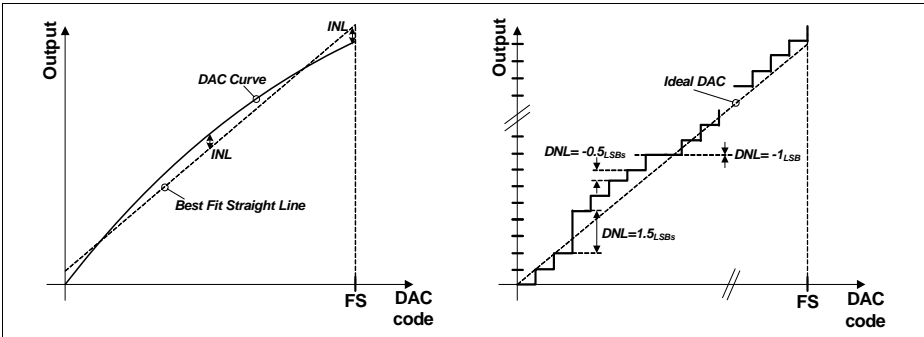 Output
INL
DAC Curve
INL
Best Fit Straight Line
FS
DAC
code
Output
Ideal DAC
DNL= -0.5LSBs
DNL= -1LSB
DNL=1.5LSBs
FS
DAC
code